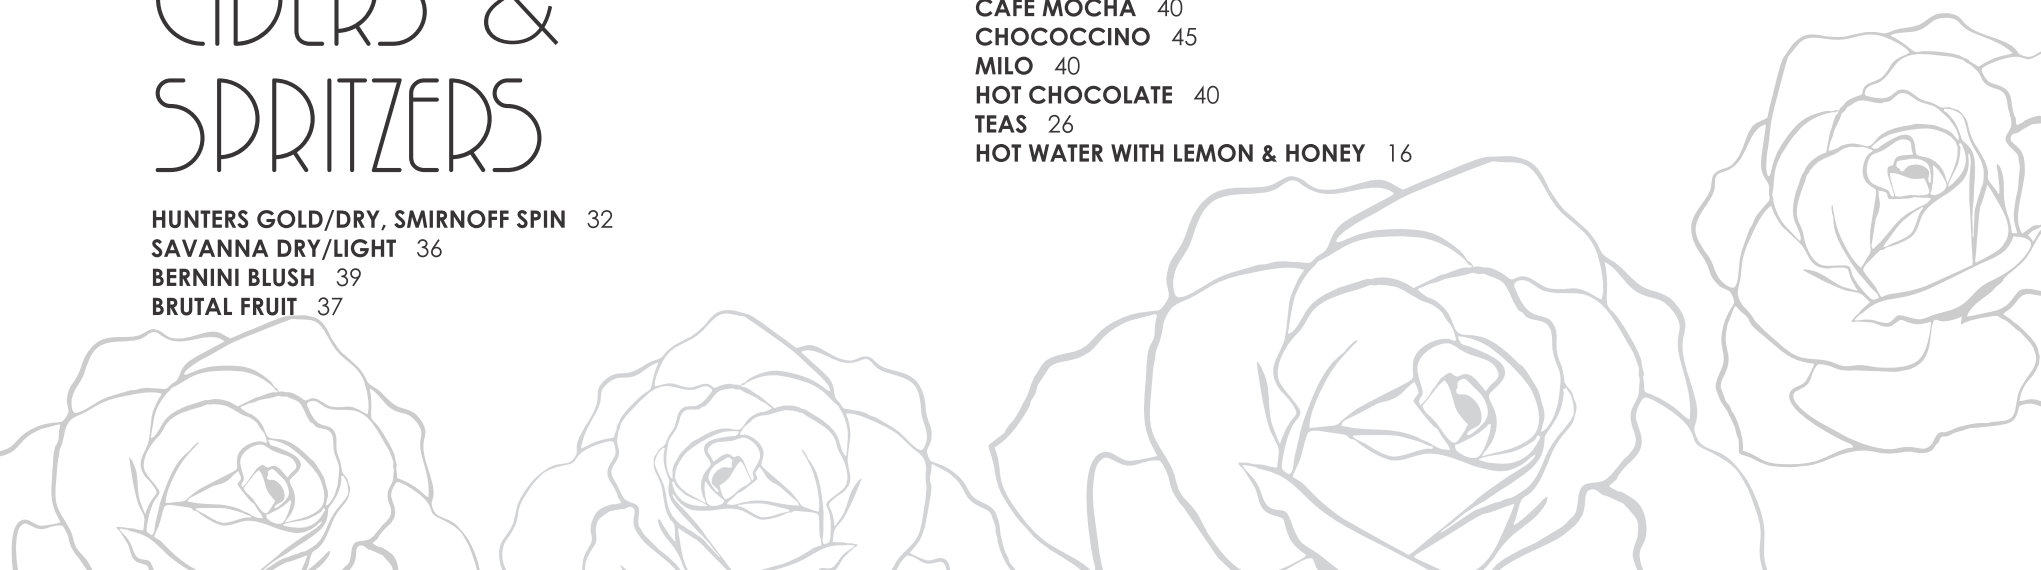 CIDERS &
SPRITZERS
HUNTERS GOLD/DRY, SMIRNOFF SPIN 32
SAVANNA DRY/LIGHT 36
BERNINI BLUSH 39
BRUTAL FRUIT 37
CAFE MOCHA 40
CHOCOCCINO 45
MILO 40
HOT CHOCOLATE 40
TEAS 26
HOT WATER WITH LEMON & HONEY 16